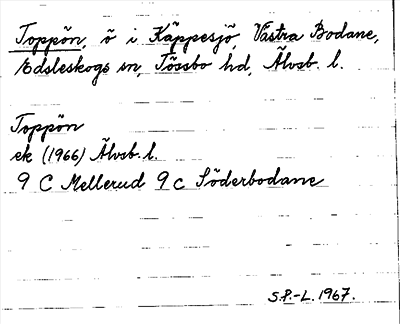 Toppön, ö i Käppesjö, Västra Bodane,
Edsleskogs sn, Tössbo hd, Älvsb. l.
Toppön
ek (1966) Älvsb. l.
9 C Mellerud 9 c Söderbodane
S.P.-L. 1967.